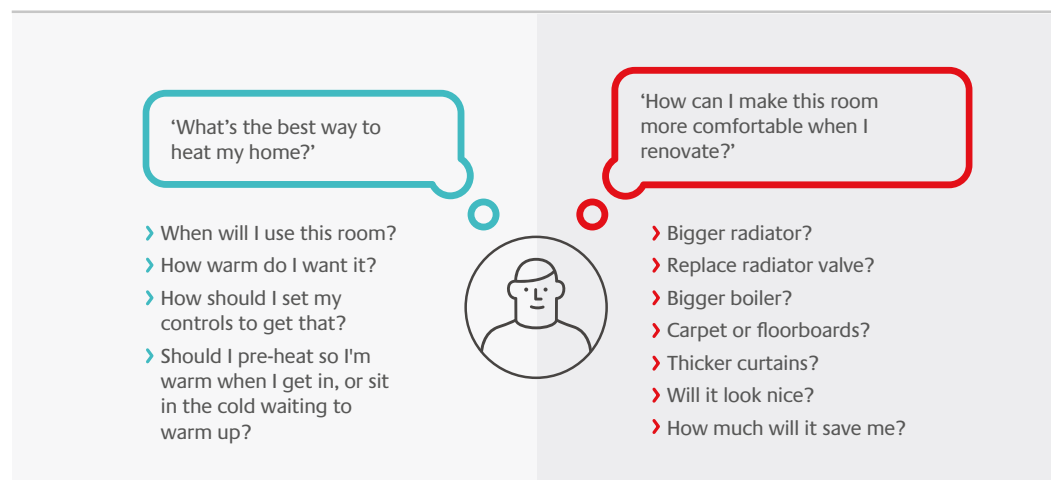 ‘What’s the best way to
heat my home?’
When will I use this room?
How warm do I want it?
How should I set my
controls to get that?
Should I pre-heat so I'm
warm when I get in, or sit
in the cold waiting to
warm up?
‘How can I make this room
more comfortable when I
renovate?’
Bigger radiator?
Replace radiator valve?
Bigger boiler?
Carpet or floorboards?
Thicker curtains?
Will it look nice?
How much will it save me?